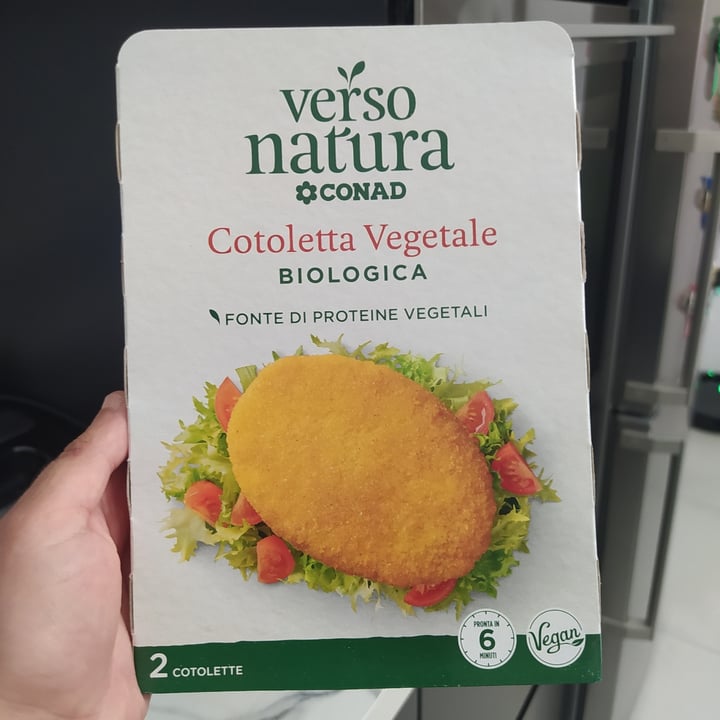 verso
natura
CONAD
Cotoletta Vegetale
BIOLOGICA
FONTE DI PROTEINE VEGETALI
PRONTA IN
6
MINUTI
Vegan
2 COTOLETTE